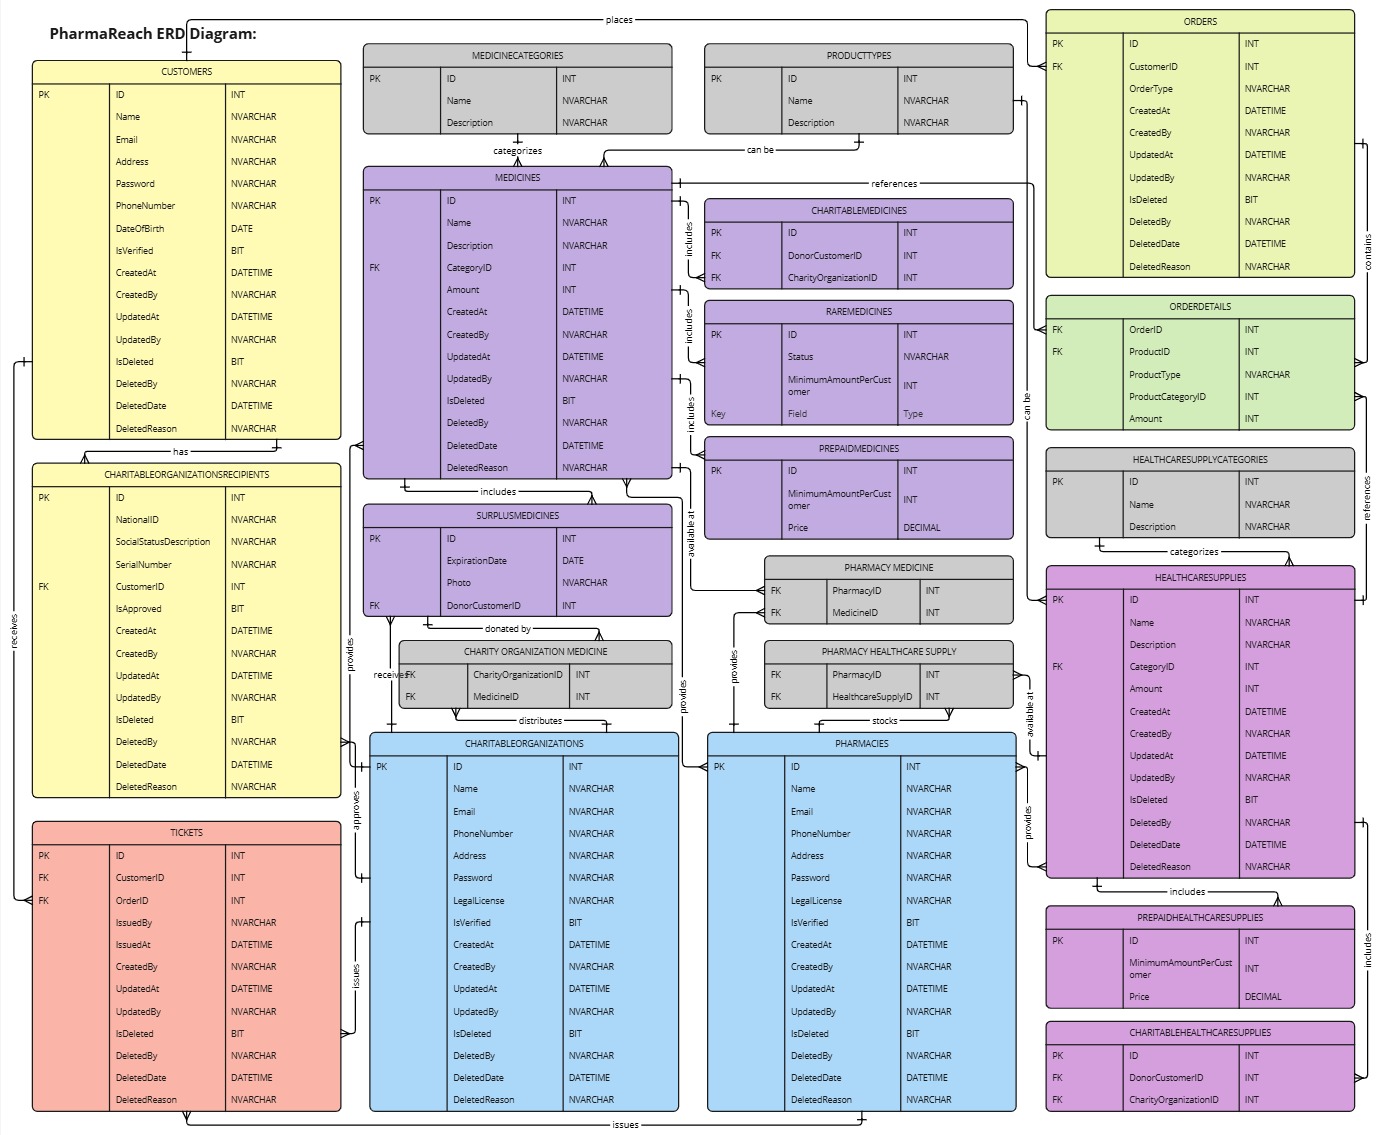 PharmaReach ERD Diagram:
places
CUSTOMERS
PK ID INT
Name NVARCHAR
Email NVARCHAR
Address NVARCHAR
Password NVARCHAR
PhoneNumber NVARCHAR
DateOfBirth DATE
IsVerified BIT
CreatedAt DATETIME
CreatedBy NVARCHAR
UpdatedAt DATETIME
UpdatedBy NVARCHAR
IsDeleted BIT
DeletedBy NVARCHAR
DeletedDate DATETIME
DeletedReason NVARCHAR
has
CHARITABLEORGANIZATIONSRECIPIENTS
PK ID INT
NationalID NVARCHAR
SocialStatusDescription NVARCHAR
SerialNumber NVARCHAR
FK CustomerID INT
IsApproved BIT
CreatedAt DATETIME
CreatedBy NVARCHAR
UpdatedAt DATETIME
UpdatedBy NVARCHAR
IsDeleted BIT
DeletedBy NVARCHAR
DeletedDate DATETIME
DeletedReason NVARCHAR
receives
TICKETS
PK ID INT
FK CustomerID INT
FK OrderID INT
IssuedBy NVARCHAR
IssuedAt DATETIME
CreatedBy NVARCHAR
UpdatedAt DATETIME
UpdatedBy NVARCHAR
IsDeleted BIT
DeletedBy NVARCHAR
DeletedDate DATETIME
DeletedReason NVARCHAR
MEDICINECATEGORIES
PK ID INT
Name NVARCHAR
Description NVARCHAR
categorizes
PRODUCTTYPES
PK ID INT
Name NVARCHAR
Description NVARCHAR
can be
MEDICINES
PK ID INT
Name NVARCHAR
Description NVARCHAR
FK CategoryID INT
Amount INT
CreatedAt DATETIME
CreatedBy NVARCHAR
UpdatedAt DATETIME
UpdatedBy NVARCHAR
IsDeleted BIT
DeletedBy NVARCHAR
DeletedDate DATETIME
DeletedReason NVARCHAR
references
includes
includes
includes
available at
includes
CHARITABLEMEDICINES
PK ID INT
FK DonorCustomerID INT
FK CharityOrganizationID INT
RAREMEDICINES
PK ID INT
Status NVARCHAR
MinimumAmountPerCust
omer INT
Key Field Type
PREPAIDMEDICINES
PK ID INT
MinimumAmountPerCust
omer INT
Price DECIMAL
can be
SURPLUSMEDICINES
PK ID INT
ExpirationDate DATE
Photo NVARCHAR
FK DonorCustomerID INT
donated by
provides
receives
CHARITY ORGANIZATION MEDICINE
FK CharityOrganizationID INT
FK MedicineID INT
distributes
provides
PHARMACY MEDICINE
FK PharmacyID INT
FK MedicineID INT
provides
PHARMACY HEALTHCARE SUPPLY
FK PharmacyID INT
FK HealthcareSupplyID INT
stocks
available at
CHARITABLEORGANIZATIONS
PK ID INT
Name NVARCHAR
Email NVARCHAR
PhoneNumber NVARCHAR
Address NVARCHAR
Password NVARCHAR
LegalLicense NVARCHAR
IsVerified BIT
CreatedAt DATETIME
CreatedBy NVARCHAR
UpdatedAt DATETIME
UpdatedBy NVARCHAR
IsDeleted BIT
DeletedBy NVARCHAR
DeletedDate DATETIME
DeletedReason NVARCHAR
approves
issues
PHARMACIES
PK ID INT
Name NVARCHAR
Email NVARCHAR
PhoneNumber NVARCHAR
Address NVARCHAR
Password NVARCHAR
LegalLicense NVARCHAR
IsVerified BIT
CreatedAt DATETIME
CreatedBy NVARCHAR
UpdatedAt DATETIME
UpdatedBy NVARCHAR
IsDeleted BIT
DeletedBy NVARCHAR
DeletedDate DATETIME
DeletedReason NVARCHAR
provides
issues
ORDERS
PK ID INT
FK CustomerID INT
OrderType NVARCHAR
CreatedAt DATETIME
CreatedBy NVARCHAR
UpdatedAt DATETIME
UpdatedBy NVARCHAR
IsDeleted BIT
DeletedBy NVARCHAR
DeletedDate DATETIME
DeletedReason NVARCHAR
contains
ORDERDETAILS
FK OrderID INT
FK ProductID INT
ProductType NVARCHAR
ProductCategoryID INT
Amount INT
references
HEALTHCARESUPPLYCATEGORIES
PK ID INT
Name NVARCHAR
Description NVARCHAR
categorizes
HEALTHCARESUPPLIES
PK ID INT
Name NVARCHAR
Description NVARCHAR
FK CategoryID INT
Amount INT
CreatedAt DATETIME
CreatedBy NVARCHAR
UpdatedAt DATETIME
UpdatedBy NVARCHAR
IsDeleted BIT
DeletedBy NVARCHAR
DeletedDate DATETIME
DeletedReason NVARCHAR
includes
includes
PREPAIDHEALTHCARESUPPLIES
PK ID INT
MinimumAmountPerCust
omer INT
Price DECIMAL
CHARITABLEHEALTHCARESUPPLIES
PK ID INT
FK DonorCustomerID INT
FK CharityOrganizationID INT